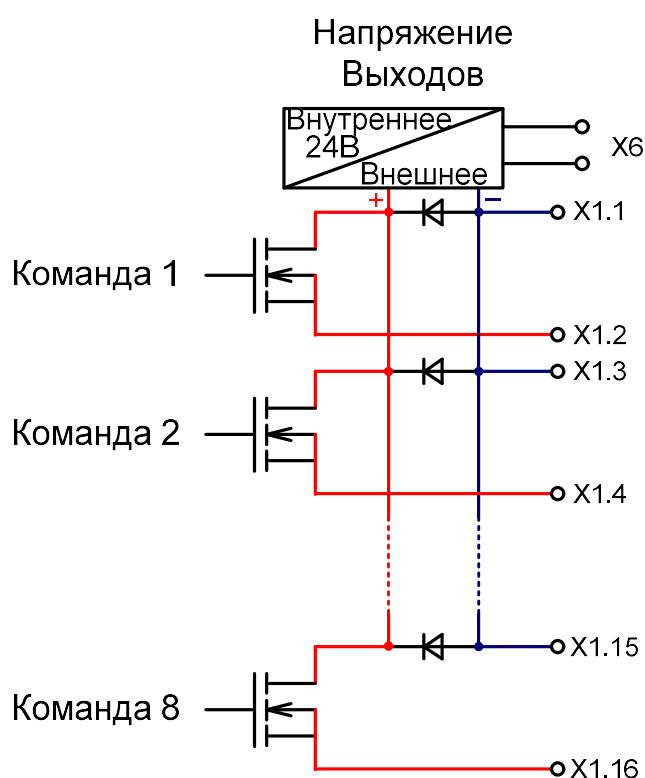 Напряжение
Выходов
Внутреннее
24В
Внешнее
X6
+
−
X1.1
Команда 1
X1.2
X1.3
Команда 2
X1.4
X1.15
Команда 8
X1.16